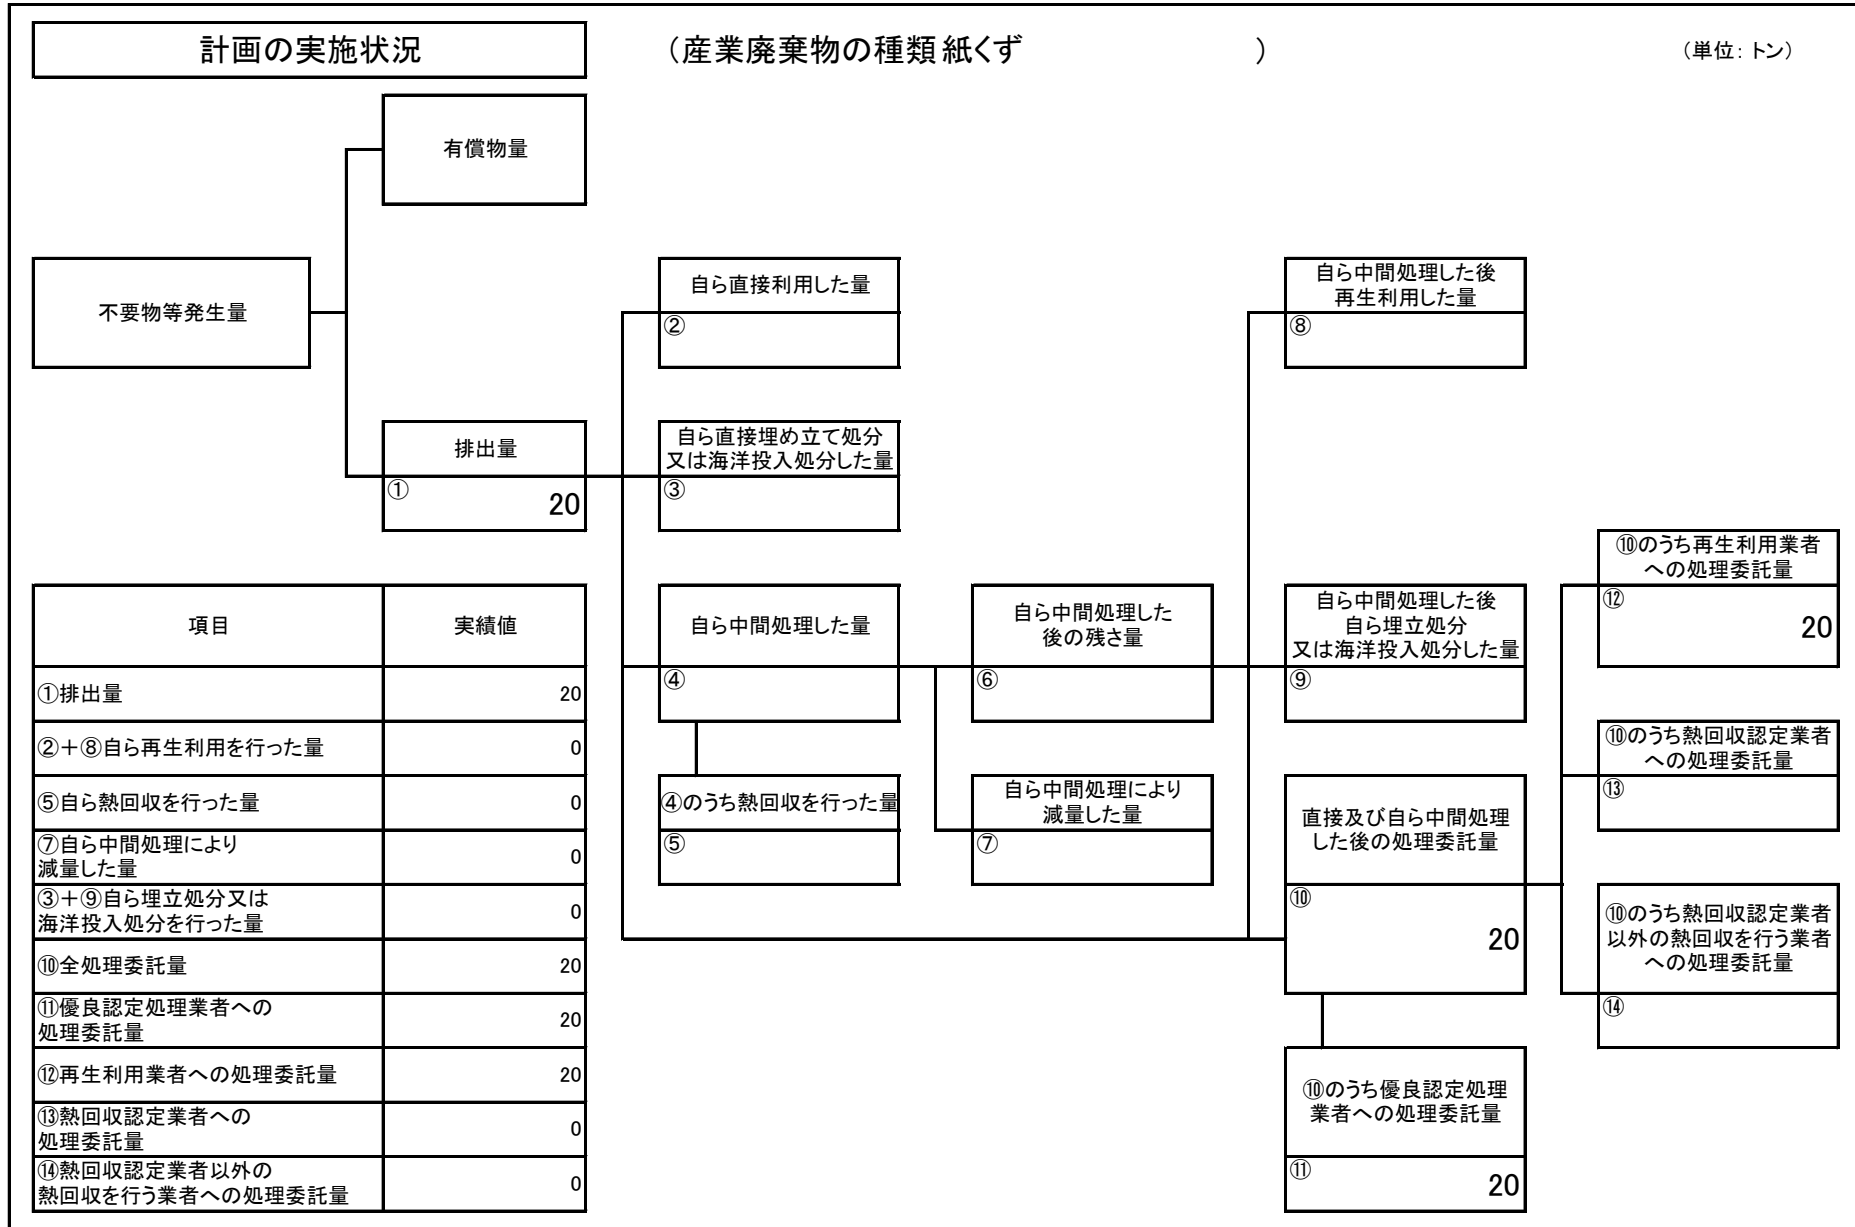 計画の実施状況
（産業廃棄物の種類 紙くず　　　　　　　　）
（単位：トン）
有償物量
不要物等発生量
自ら直接利用した量
②
自ら中間処理した後
再生利用した量
⑧
排出量
①
20
自ら直接埋め立て処分
又は海洋投入処分した量
③
⑩のうち再生利用業者
への処理委託量
⑫
20
自ら中間処理した量
④
自ら中間処理した
後の残さ量
⑥
自ら中間処理した後
自ら埋立処分
又は海洋投入処分した量
⑨
⑩のうち熱回収認定業者
への処理委託量
⑬
④のうち熱回収を行った量
⑤
自ら中間処理により
減量した量
⑦
直接及び自ら中間処理
した後の処理委託量
⑩
20
⑩のうち熱回収認定業者
以外の熱回収を行う業者
への処理委託量
⑭
⑩のうち優良認定処理
業者への処理委託量
⑪
20
項目 実績値
①排出量 20
②＋⑧自ら再生利用を行った量 0
⑤自ら熱回収を行った量 0
⑦自ら中間処理により
減量した量 0
③＋⑨自ら埋立処分又は
海洋投入処分を行った量 0
⑩全処理委託量 20
⑪優良認定処理業者への
処理委託量 20
⑫再生利用業者への処理委託量 20
⑬熱回収認定業者への
処理委託量 0
⑭熱回収認定業者以外の
熱回収を行う業者への処理委託量 0